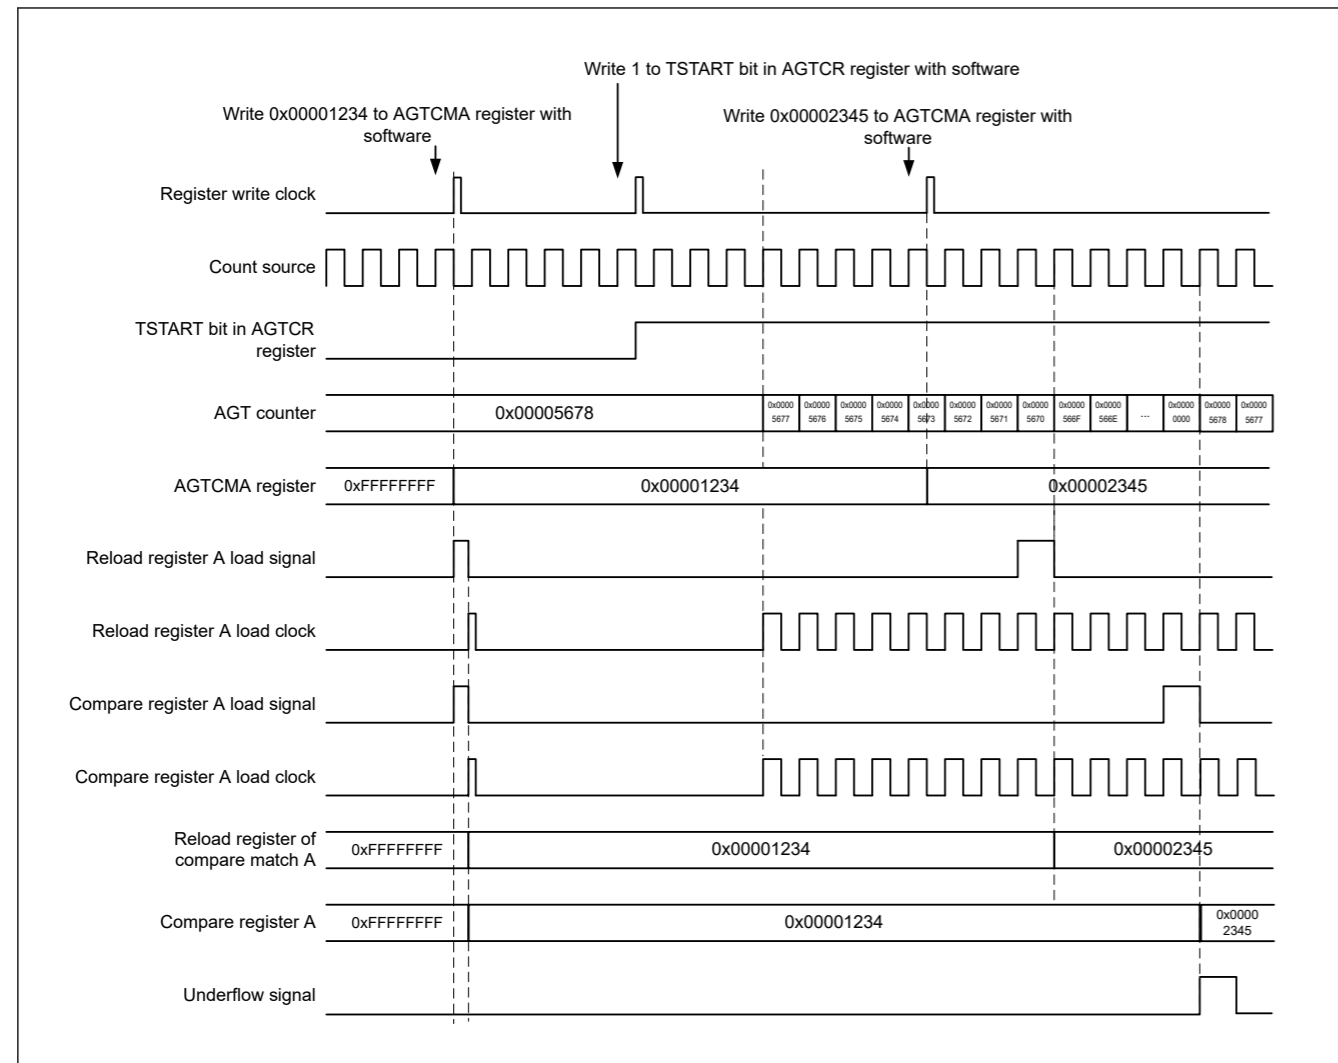 Write 1 to TSTART bit in AGTCR register with software
Write 0x00001234 to AGTCMA register with
software
Write 0x00002345 to AGTCMA register with
software
Register write clock
Count source
TSTART bit in AGTCR
register
AGT counter
0x00005678
0x0000
5677
0x0000
5676
0x0000
5675
0x0000
5674
0x0000
5673
0x0000
5672
0x0000
5671
0x0000
5670
0x0000
566F
0x0000
566E
...
0x0000
0000
0x0000
5678
0x0000
5677
AGTCMA register
0xFFFFFFFF
0x00001234
0x00002345
Reload register A load signal
Reload register A load clock
Compare register A load signal
Compare register A load clock
Reload register of
compare match A
0xFFFFFFFF
0x00001234
0x00002345
Compare register A
0xFFFFFFFF
0x00001234
0x0000
2345
Underflow signal